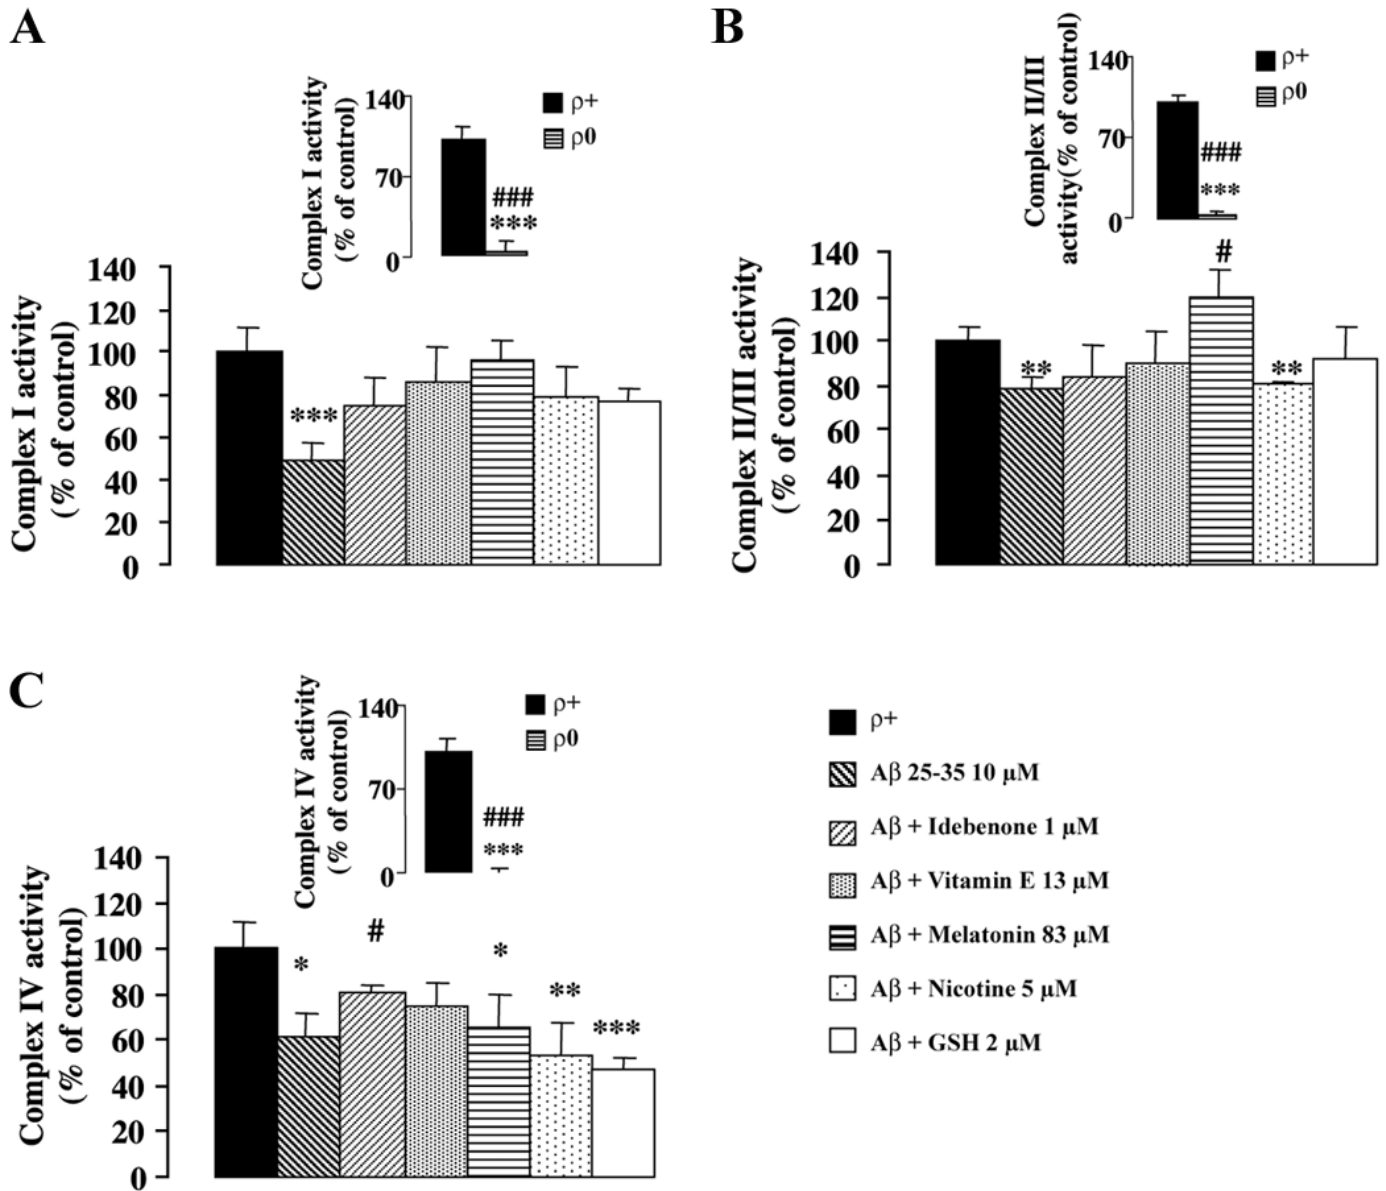 A
Complex I activity
(% of control)
140
70
0
ρ+
ρ0
###
***
Complex I activity
(% of control)
140
120
100
80
60
40
20
0
***
B
Complex II/III
activity(% of control)
140
70
0
ρ+
ρ0
###
***
Complex II/III activity
(% of control)
140
120
100
80
60
40
20
0
**
#
**
C
Complex IV activity
(% of control)
140
70
0
ρ+
ρ0
###
***
Complex IV activity
(% of control)
140
120
100
80
60
40
20
0
*
#
*
**
***
ρ+
Aβ 25-35 10 µM
Aβ + Idebenone 1 µM
Aβ + Vitamin E 13 µM
Aβ + Melatonin 83 µM
Aβ + Nicotine 5 µM
Aβ + GSH 2 µM